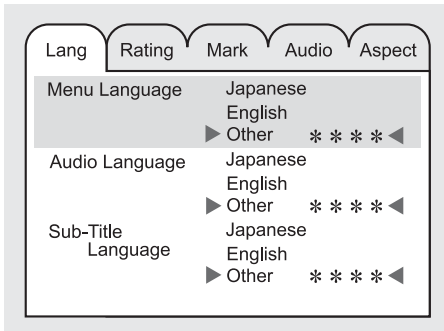 Lang Rating Mark Audio Aspect
Menu Language Japanese
English
Other ****
Audio Language Japanese
English
Other ****
Sub-Title Japanese
Language English
Other ****